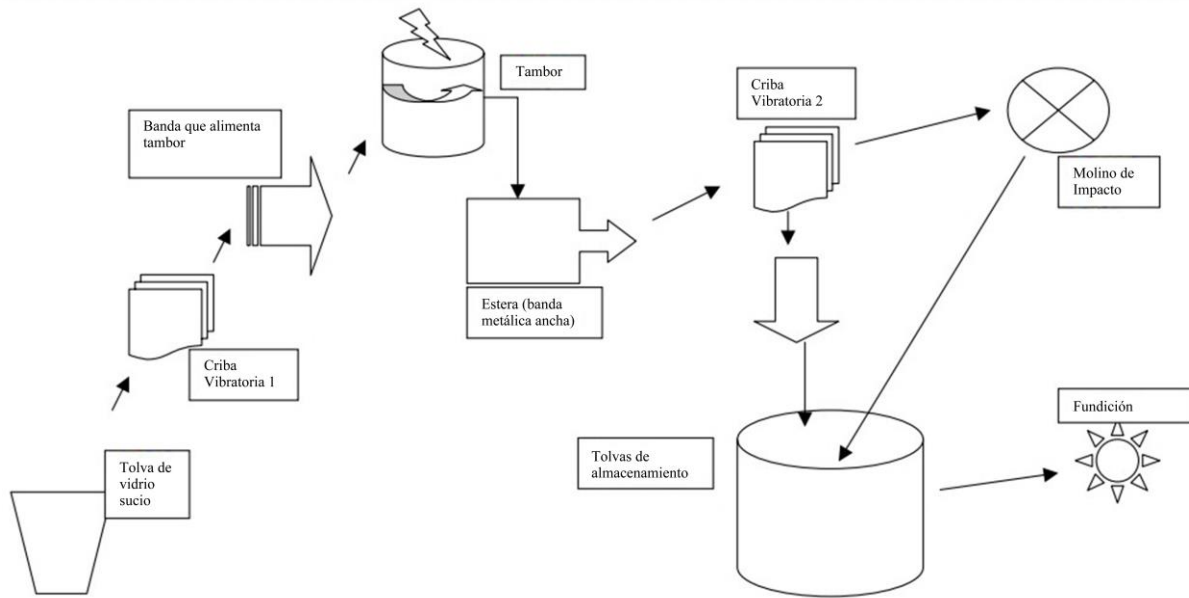 Tambor
Criba
Vibratoria 2
Banda que alimenta
tambor
Molino de
Impacto
Estera (banda
metálica ancha)
Criba
Vibratoria 1
Fundición
Tolvas de
almacenamiento
Tolva de
vidrio
sucio